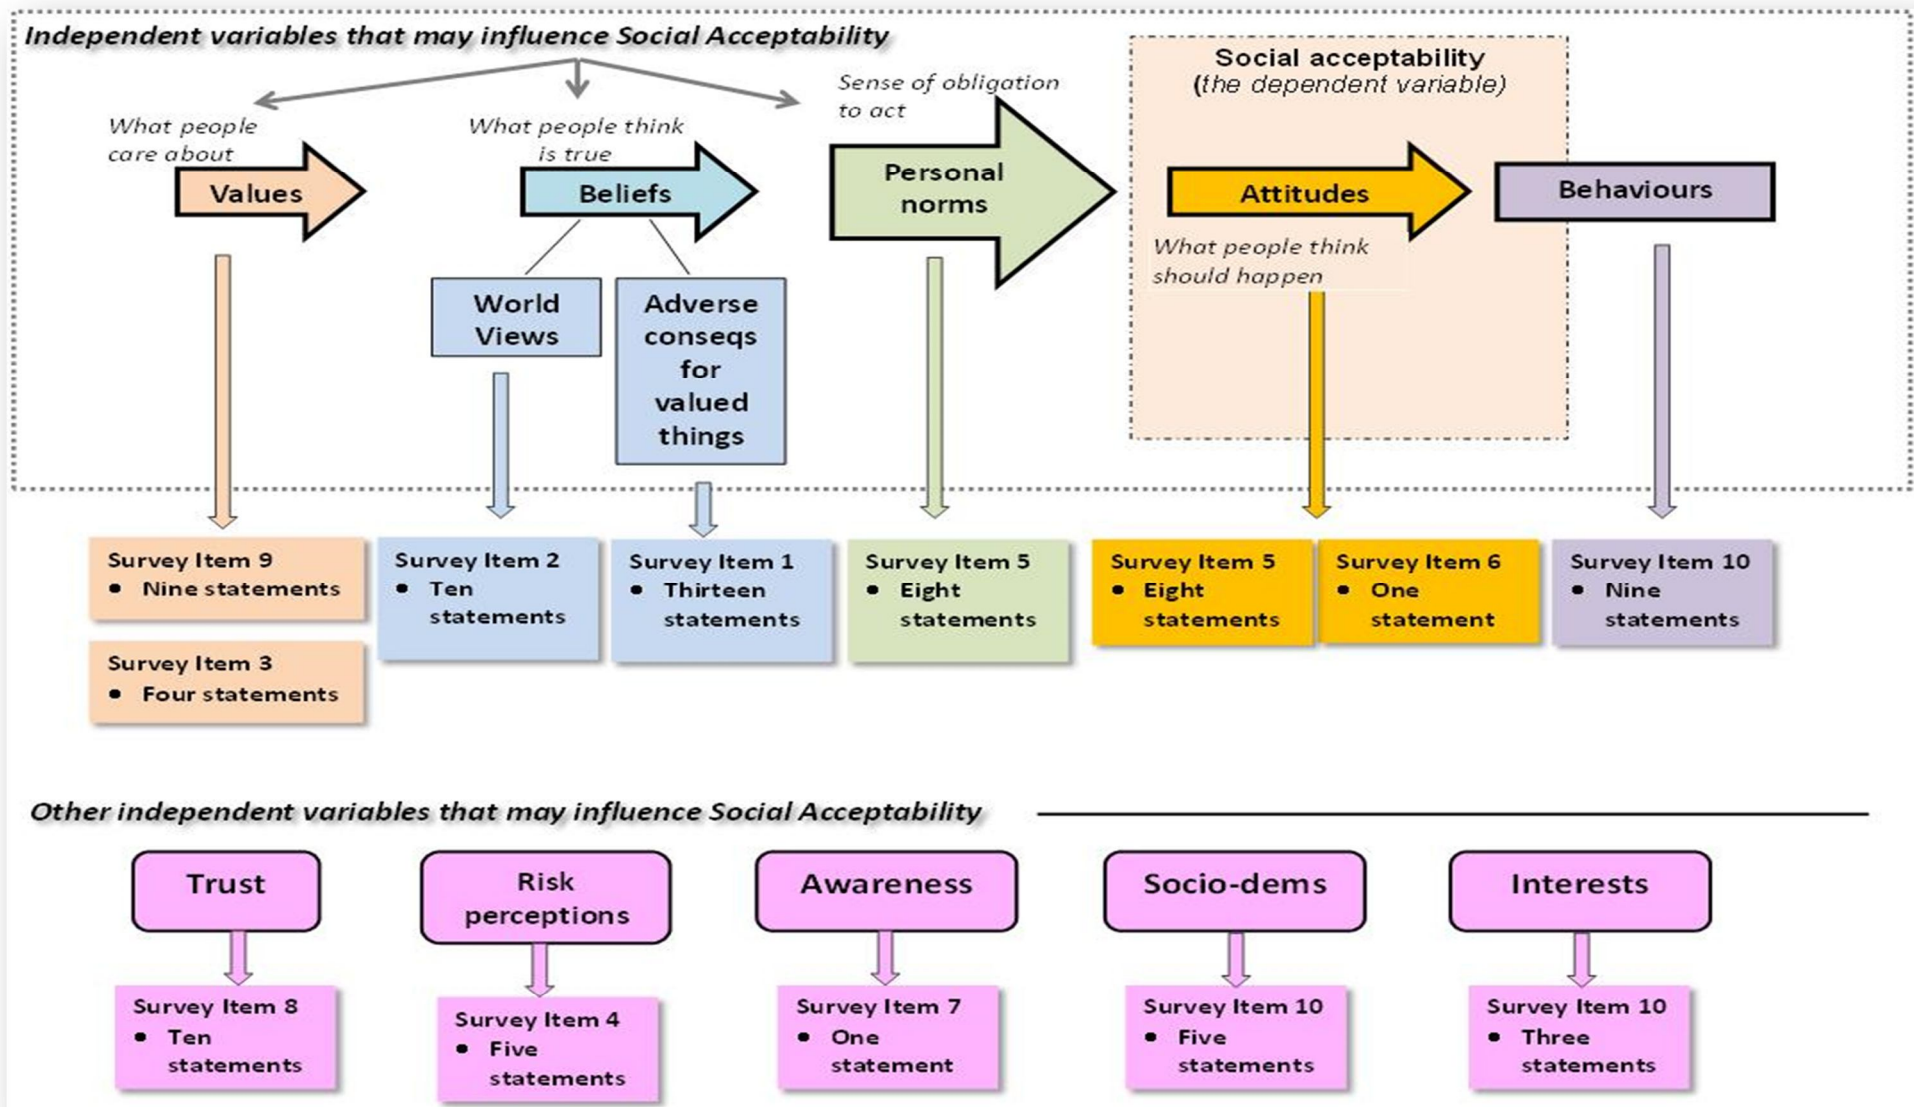 Independent variables that may influence Social Acceptability
Social acceptability
(the dependent variable)
Sense of obligation
to act
What people
care about
What people think
is true
Values
Beliefs
Personal
norms
Attitudes
Behaviours
What people think
should happen
World
Views
Adverse
conseqs
for
valued
things
Survey Item 9
• Nine statements
Survey Item 3
• Four statements
Survey Item 2
• Ten
statements
Survey Item 1
• Thirteen
statements
Survey Item 5
• Eight
statements
Survey Item 5
• Eight
statements
Survey Item 6
• One
statement
Survey Item 10
• Nine
statements
Other independent variables that may influence Social Acceptability
Trust
Risk
perceptions
Awareness
Socio-dems
Interests
Survey Item 8
• Ten
statements
Survey Item 4
• Five
statements
Survey Item 7
• One
statement
Survey Item 10
• Five
statements
Survey Item 10
• Three
statements